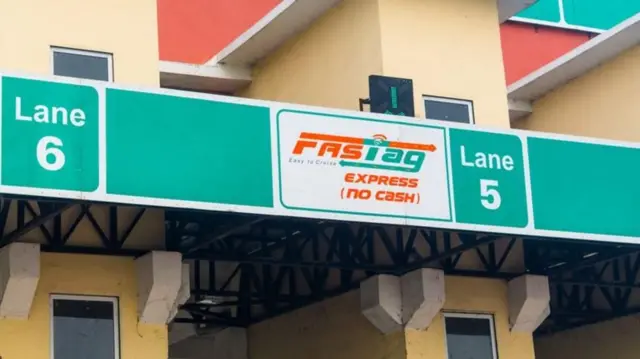 Lane
6
FASTag
Easy to Cruise
EXPRESS
(NO CASH)
Lane
5